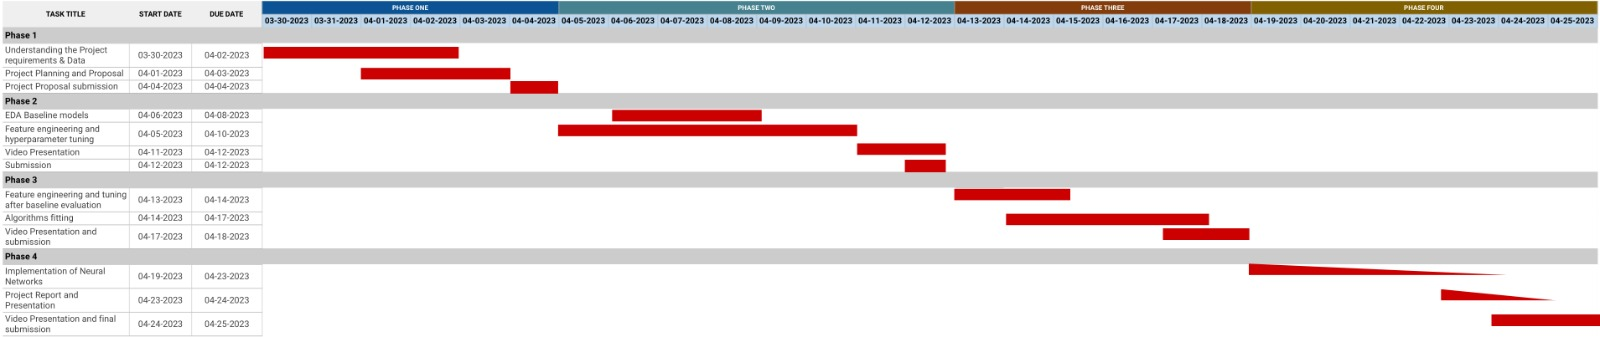 TASK TITLE START DATE DUE DATE PHASE ONE PHASE TWO PHASE THREE PHASE FOUR
03-30-2023 03-31-2023 04-01-2023 04-02-2023 04-03-2023 04-04-2023 04-05-2023 04-06-2023 04-07-2023 04-08-2023 04-09-2023 04-10-2023 04-11-2023 04-12-2023 04-13-2023 04-14-2023 04-15-2023 04-16-2023 04-17-2023 04-18-2023 04-19-2023 04-20-2023 04-21-2023 04-22-2023 04-23-2023 04-24-2023 04-25-2023
Phase 1
Understanding the Project
requirements & Data 03-30-2023 04-02-2023
Project Planning and Proposal 04-01-2023 04-03-2023
Project Proposal submission 04-04-2023 04-04-2023
Phase 2
EDA Baseline models 04-06-2023 04-08-2023
Feature engineering and
hyperparameter tuning 04-05-2023 04-10-2023
Video Presentation 04-11-2023 04-12-2023
Submission 04-12-2023 04-12-2023
Phase 3
Feature engineering and tuning
after baseline evaluation 04-13-2023 04-14-2023
Algorithms fitting 04-14-2023 04-17-2023
Video Presentation and
submission 04-17-2023 04-18-2023
Phase 4
Implementation of Neural
Networks 04-19-2023 04-23-2023
Project Report and
Presentation 04-23-2023 04-24-2023
Video Presentation and final
submission 04-24-2023 04-25-2023